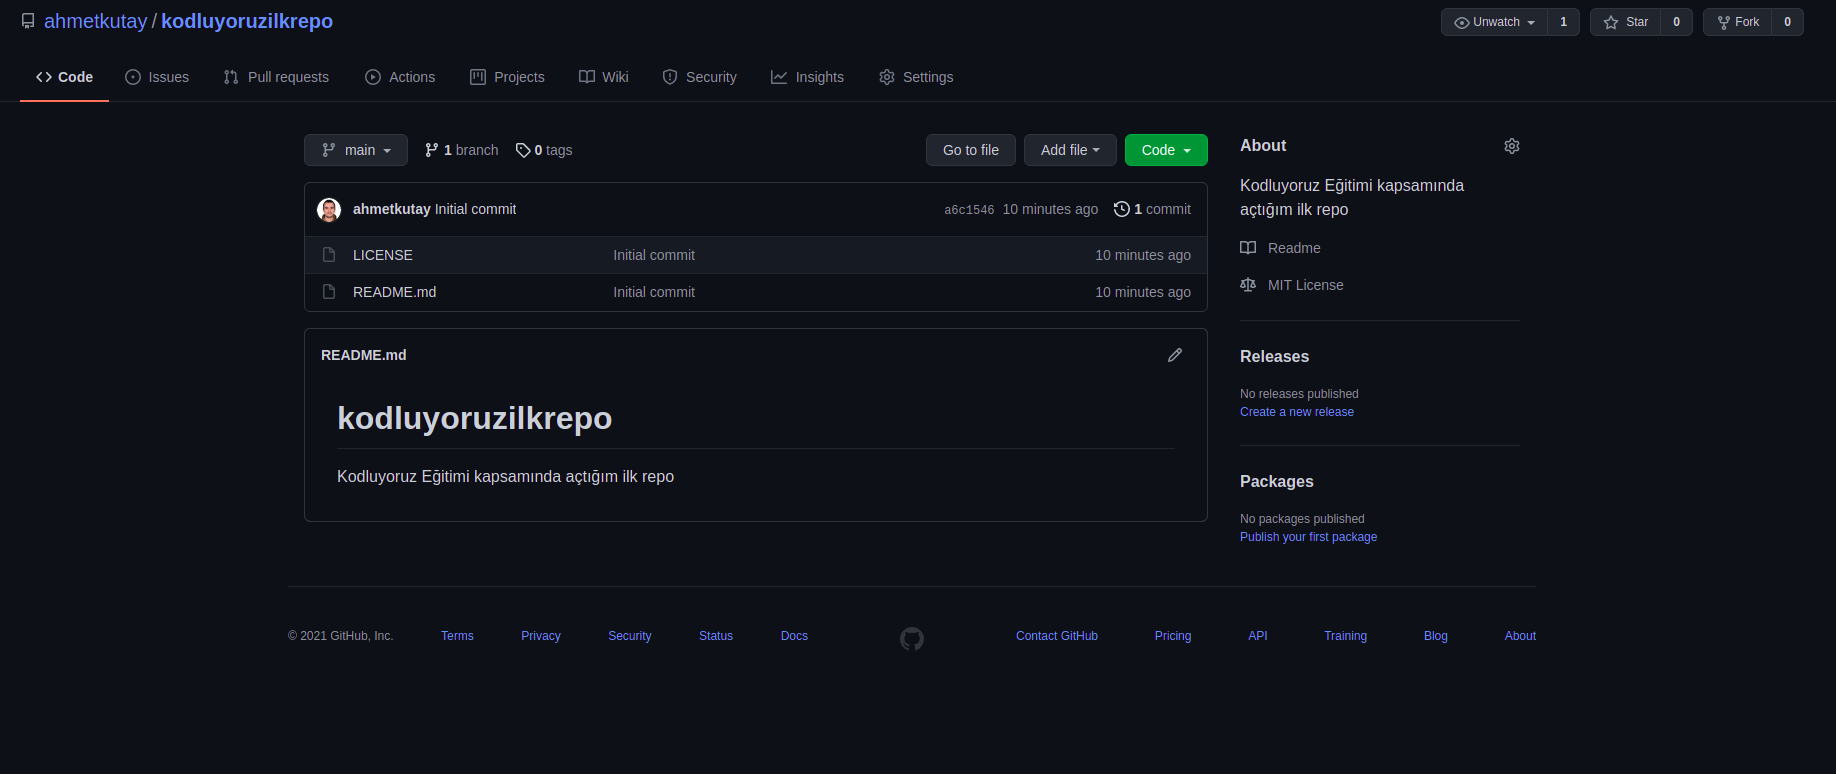 ahmetkutay / kodluyoruzilkrepo
Unwatch 1 Star 0 Fork 0
Code Issues Pull requests Actions Projects Wiki Security Insights Settings
main 1 branch 0 tags Go to file Add file Code
ahmetkutay Initial commit a6c1546 10 minutes ago 1 commit
LICENSE Initial commit 10 minutes ago
README.md Initial commit 10 minutes ago
README.md
kodluyoruzilkrepo
Kodluyoruz Eğitimi kapsamında açtığım ilk repo
About
Kodluyoruz Eğitimi kapsamında
açtığım ilk repo
Readme
MIT License
Releases
No releases published
Create a new release
Packages
No packages published
Publish your first package
© 2021 GitHub, Inc. Terms Privacy Security Status Docs Contact GitHub Pricing API Training Blog About